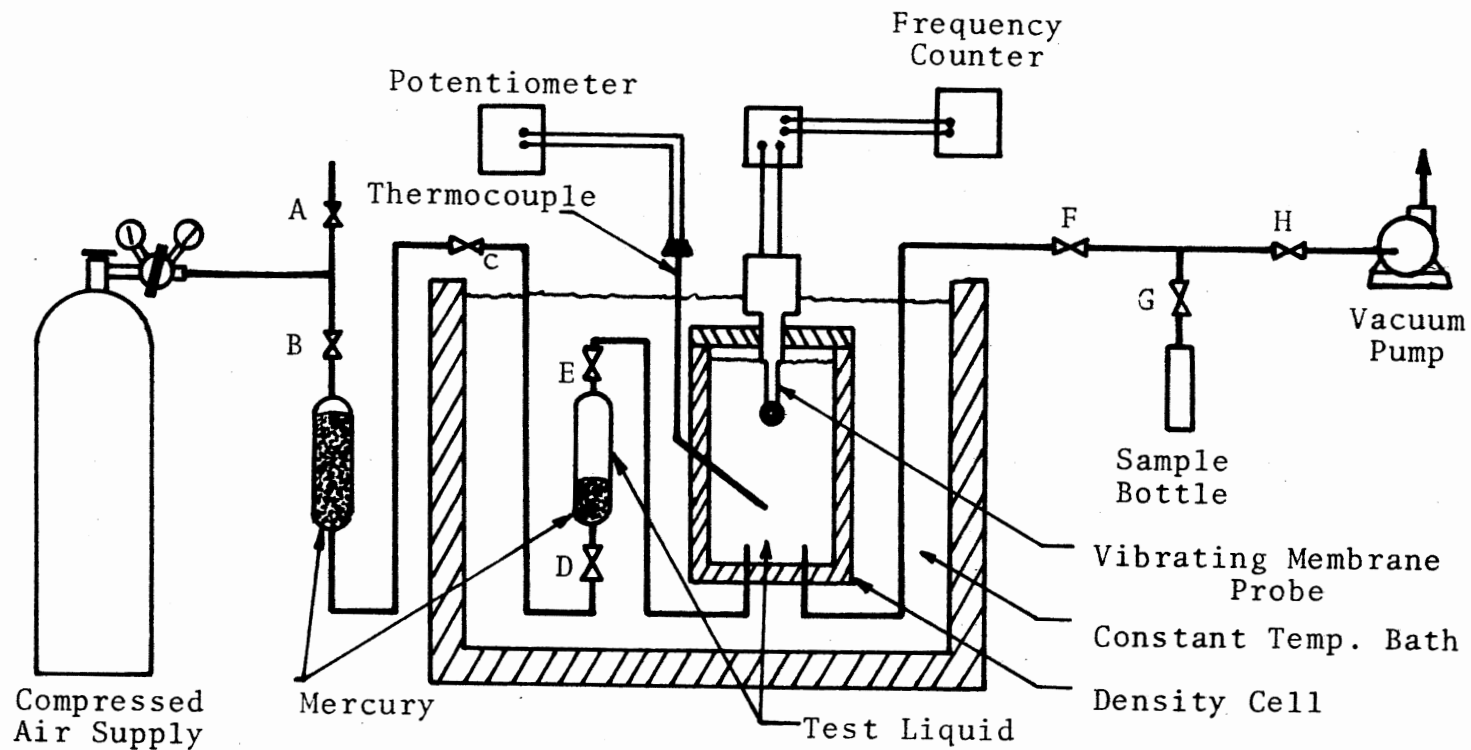 Frequency
Counter
Potentiometer
Thermocouple
A
F
H
c
G
B
Vacuum
Pump
E
Sample
Bottle
D
Vibrating Membrane
Probe
Constant Temp. Bath
Density Cell
Compressed
Air Supply
Mercury
Test Liquid